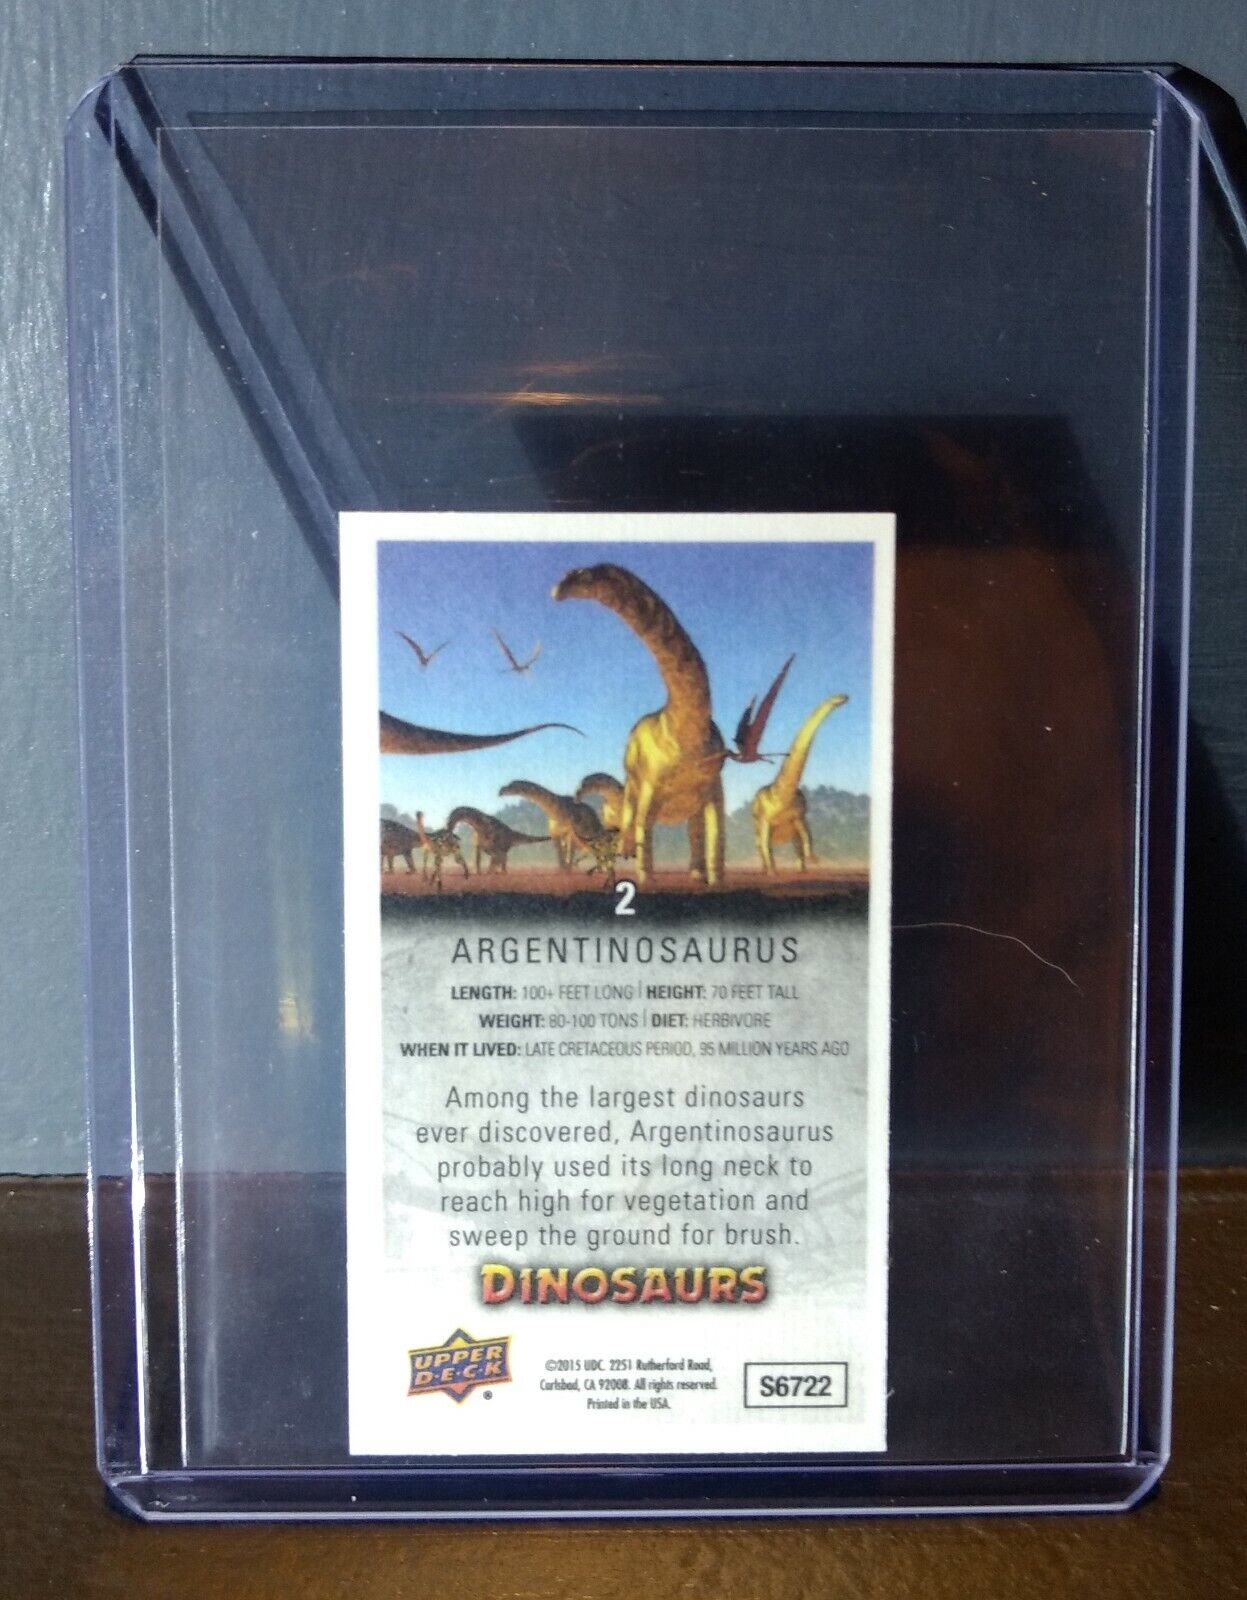 2
ARGENTINOSAURUS
LENGTH: 100+ FEET LONG | HEIGHT: 70 FEET TALL
WEIGHT: 80-100 TONS | DIET: HERBIVORE
WHEN IT LIVED: LATE CRETACEOUS PERIOD, 95 MILLION YEARS AGO
Among the largest dinosaurs
ever discovered, Argentinosaurus
probably used its long neck to
reach high for vegetation and
sweep the ground for brush.
DINOSAURS
UPPER
D·E·C·K
®
©2015 UDC. 2251 Rutherford Road,
Carlsbad, CA 92008. All rights reserved.
Printed in the USA.
S6722